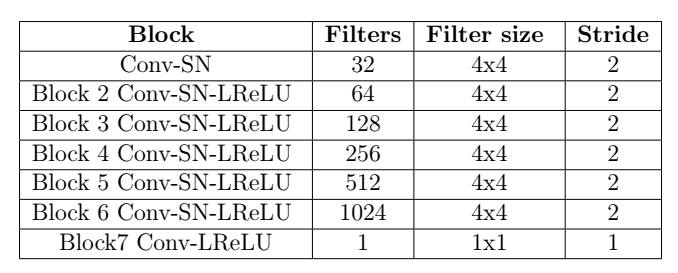 Block Filters Filter size Stride
Conv-SN 32 4x4 2
Block 2 Conv-SN-LReLU 64 4x4 2
Block 3 Conv-SN-LReLU 128 4x4 2
Block 4 Conv-SN-LReLU 256 4x4 2
Block 5 Conv-SN-LReLU 512 4x4 2
Block 6 Conv-SN-LReLU 1024 4x4 2
Block7 Conv-LReLU 1 1x1 1